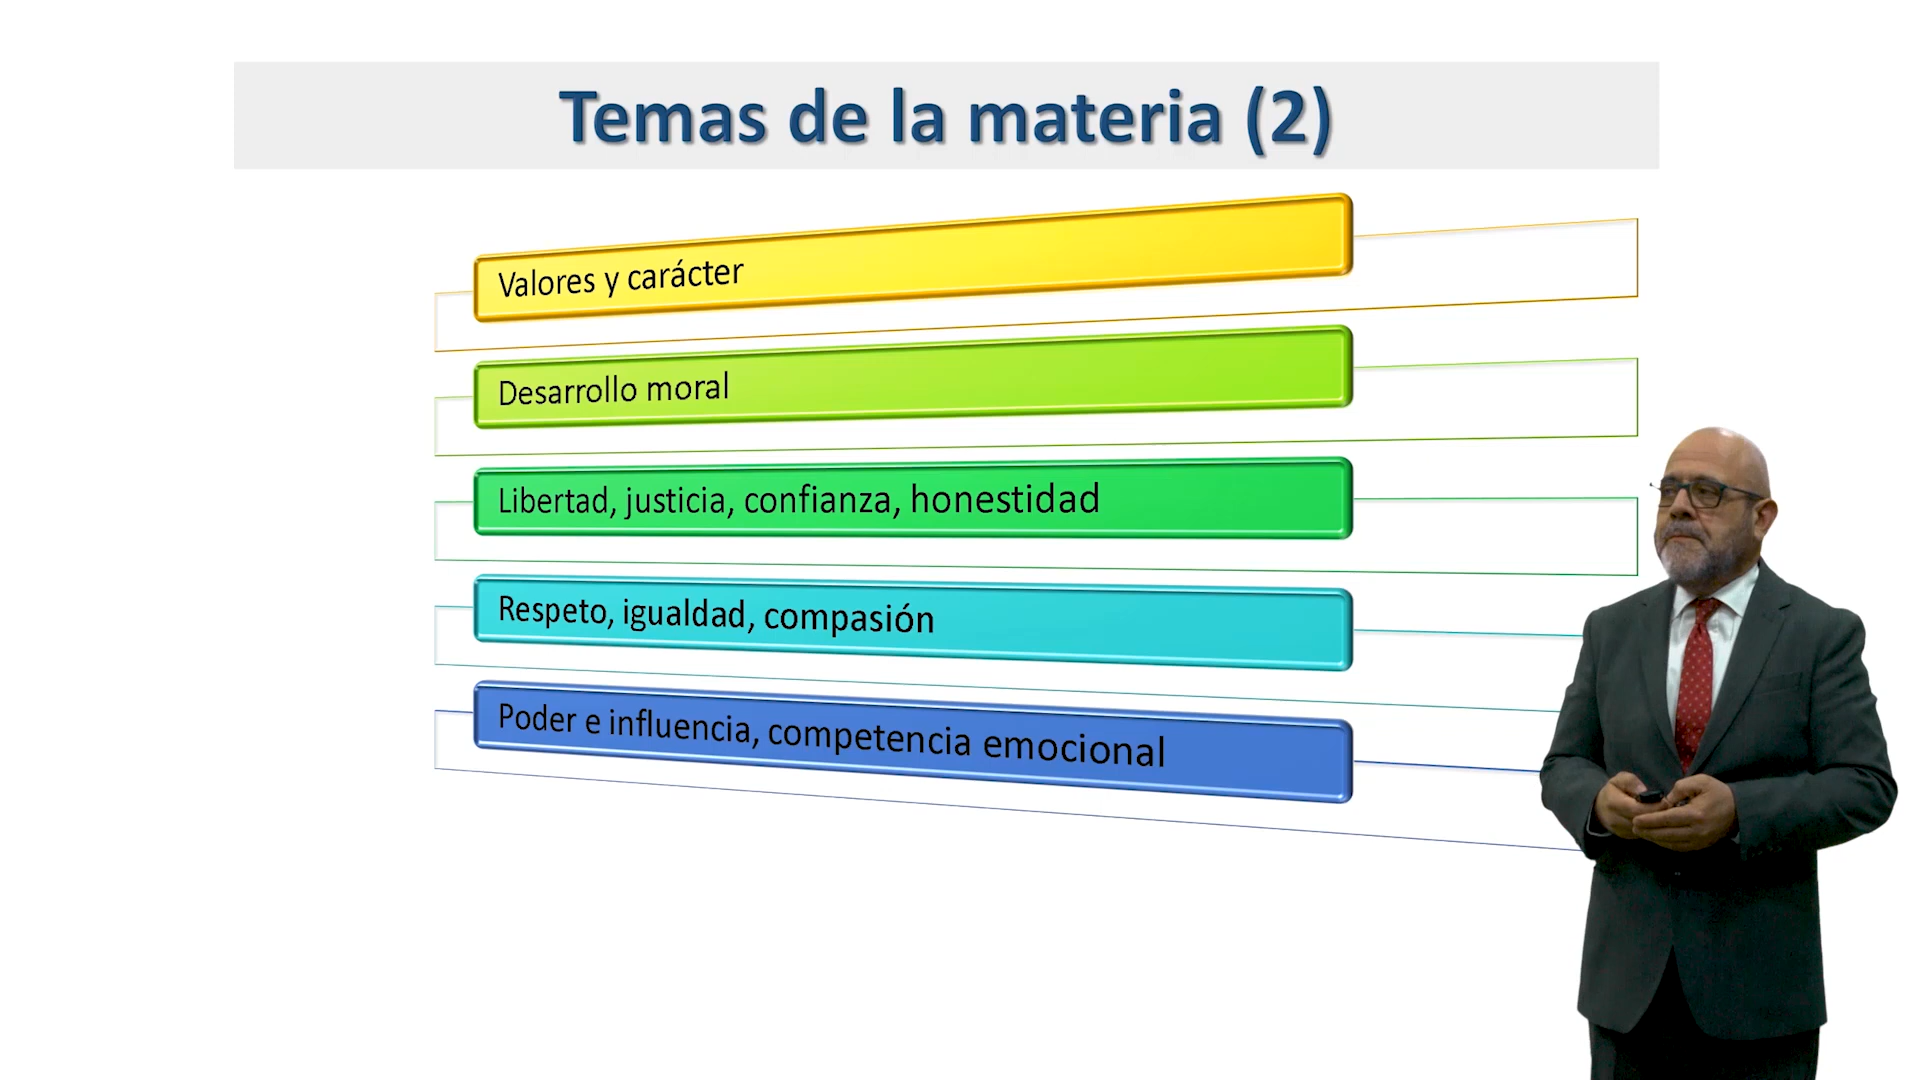 Temas de la materia (2)
Valores y carácter
Desarrollo moral
Libertad, justicia, confianza, honestidad
Respeto, igualdad, compasión
Poder e influencia, competencia emocional